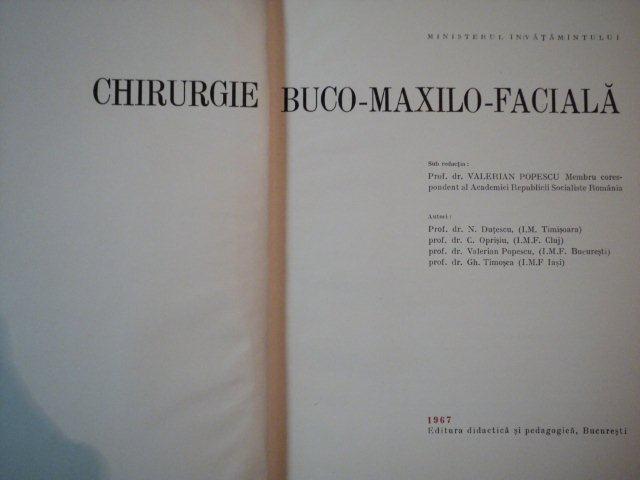 MINISTERUL ÎNVĂȚĂMÎNTULUI
CHIRURGIE BUCO-MAXILO-FACIALĂ
Sub redacția:
Prof. dr. VALERIAN POPESCU Membru cores-
pondent al Academiei Republicii Socialiste România
Autori:
Prof. dr. N. Duțescu, (I.M. Timișoara)
prof. dr. C. Oprișiu, (I.M.F. Cluj)
prof. dr. Valerian Popescu, (I.M.F. București)
prof. dr. Gh. Timoșca (I.M.F Iași)
1967
Editura didactică și pedagogică, București